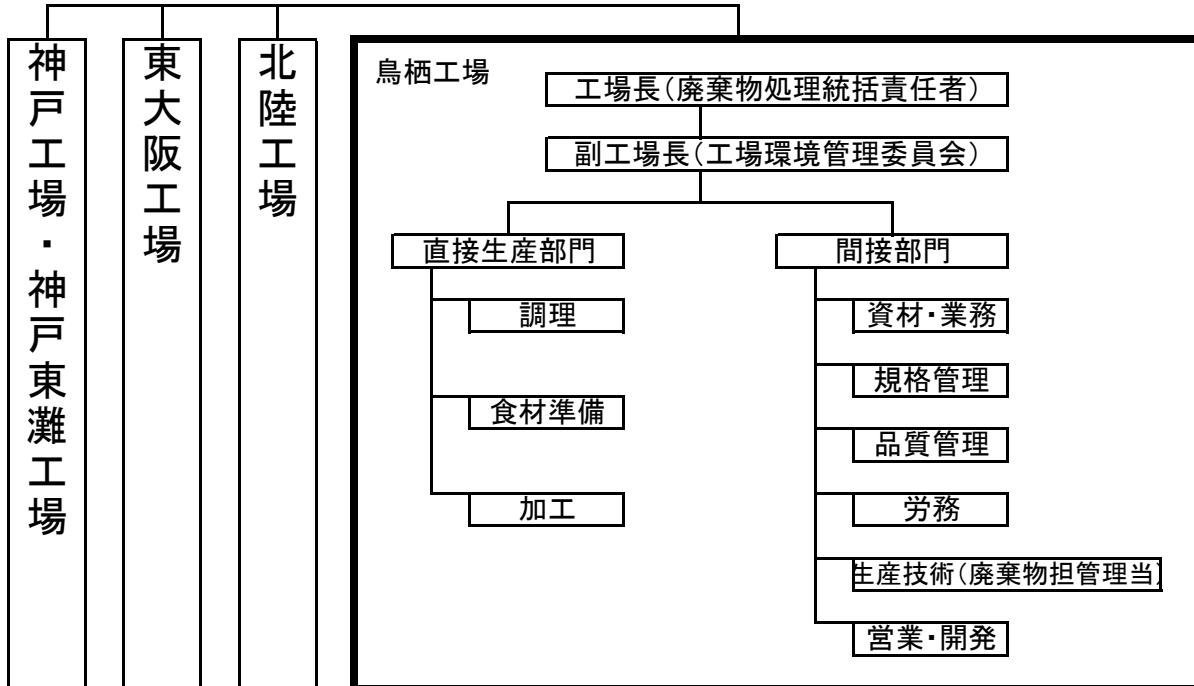 神戸工場・神戸東灘工場
東大阪工場
北陸工場
鳥栖工場
工場長(廃棄物処理統括責任者)
副工場長(工場環境管理委員会)
直接生産部門
間接部門
調理
資材・業務
規格管理
食材準備
品質管理
加工
労務
生産技術(廃棄物担管理当)
営業・開発